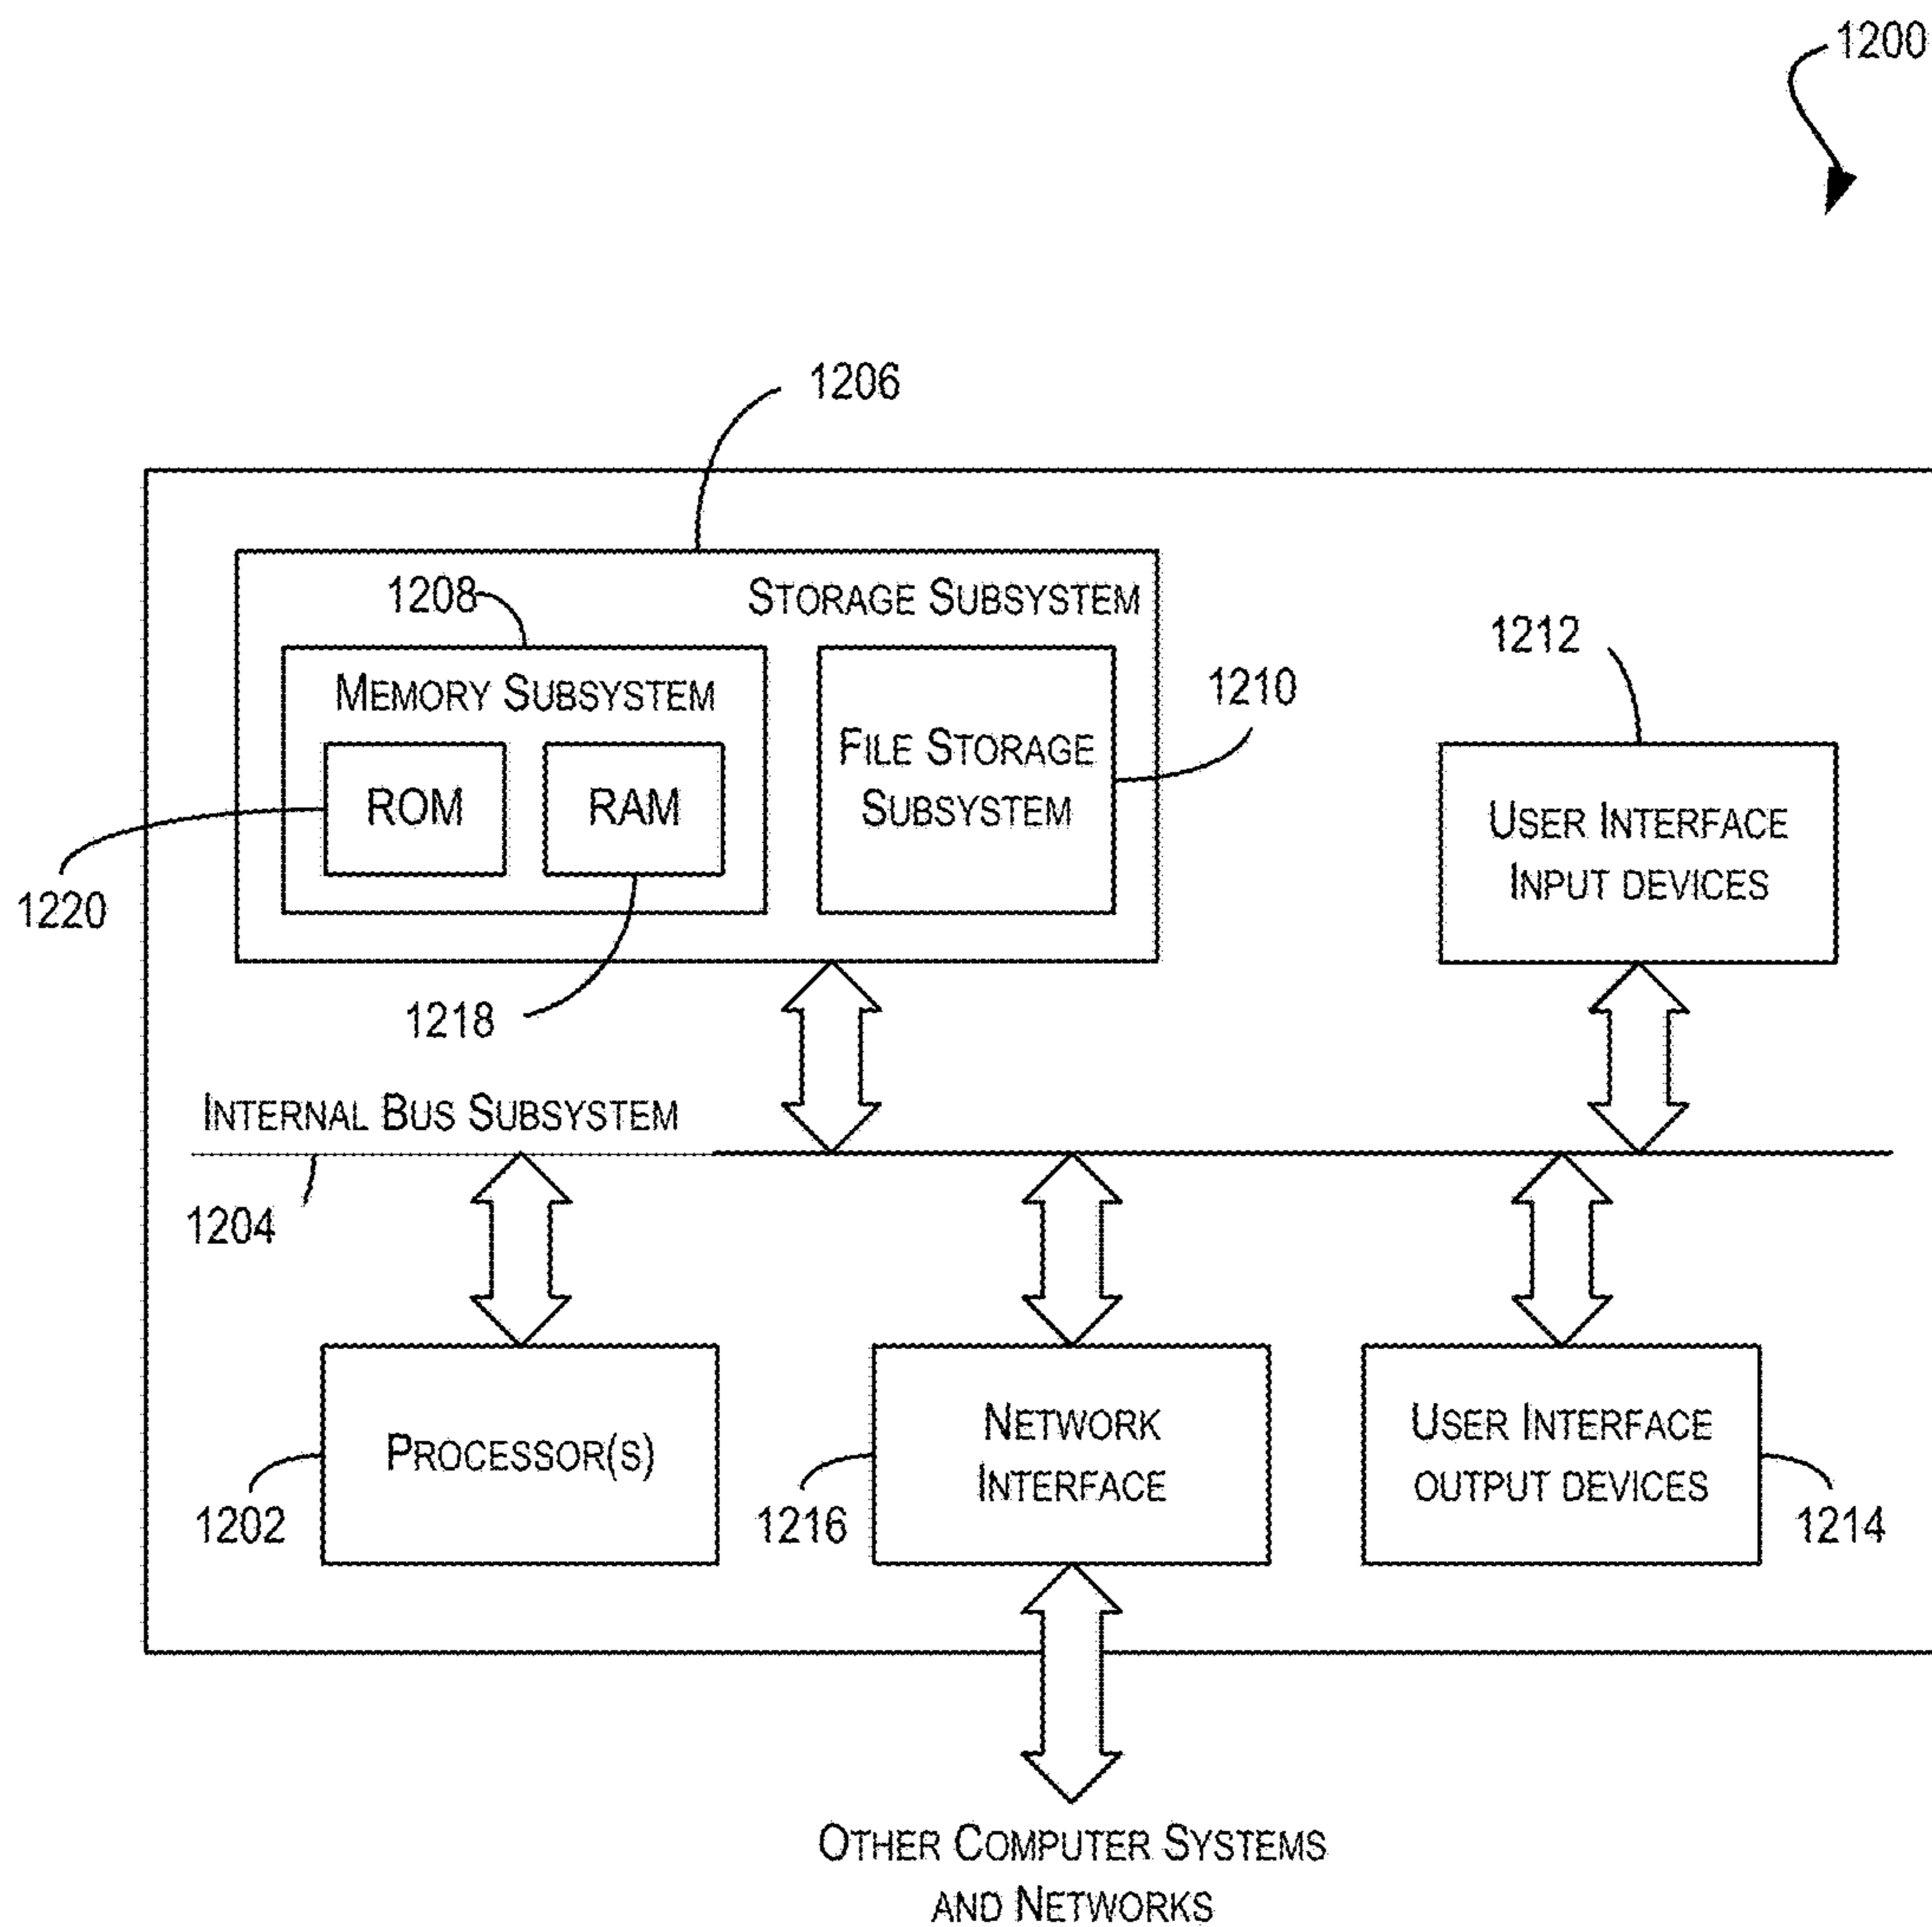 1200
1206
1208
STORAGE SUBSYSTEM
1212
MEMORY SUBSYSTEM
1210
FILE STORAGE
SUBSYSTEM
ROM
RAM
USER INTERFACE
INPUT DEVICES
1220
1218
INTERNAL BUS SUBSYSTEM
1204
PROCESSOR(S)
NETWORK
INTERFACE
USER INTERFACE
OUTPUT DEVICES
1202
1216
1214
OTHER COMPUTER SYSTEMS
AND NETWORKS